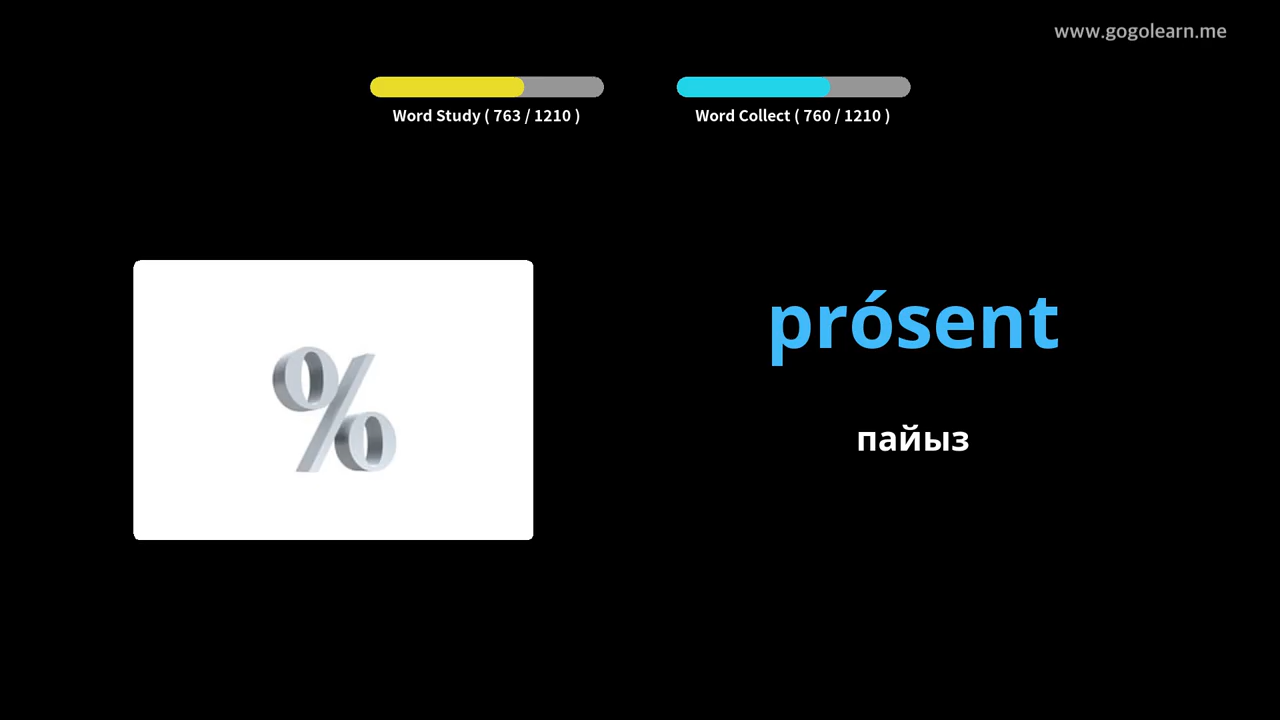 www.gogolearn.me
Word Study ( 763 / 1210 )
Word Collect ( 760 / 1210 )
%
prósent
пайыз